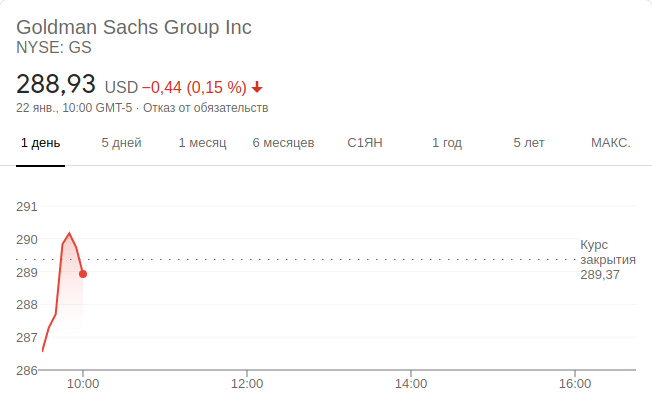 Goldman Sachs Group Inc
NYSE: GS
288,93 USD −0,44 (0,15 %)
22 янв., 10:00 GMT-5 · Отказ от обязательств
1 день 5 дней 1 месяц 6 месяцев С1ЯН 1 год 5 лет МАКС.
291
290
289
288
287
286
Курс
закрытия
289,37
10:00 12:00 14:00 16:00